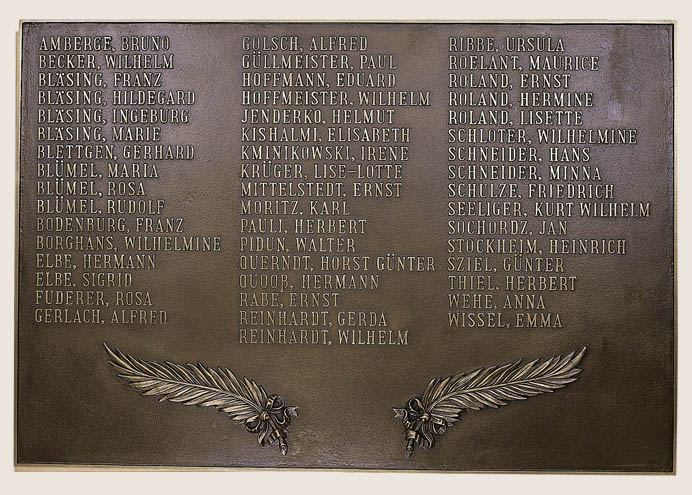 AMBERGE, BRUNO
BECKER, WILHELM
BLÄSING, FRANZ
BLÄSING, HILDEGARD
BLÄSING, INGEBURG
BLÄSING, MARIE
BLETTGEN, GERHARD
BLÜMEL, MARIA
BLÜMEL, ROSA
BLÜMEL, RUDOLF
BODENBURG, FRANZ
BORGHANS, WILHELMINE
ELBE, HERMANN
ELBE, SIGRID
FUDERER, ROSA
GERLACH, ALFRED
GOLSCH, ALFRED
GÜLLMEISTER, PAUL
HOFFMANN, EDUARD
HOFFMEISTER, WILHELM
JENDERKO, HELMUT
KISHALMI, ELISABETH
KMINIKOWSKI, IRENE
KRÜGER, LISE-LOTTE
MITTELSTEDT, ERNST
MORITZ, KARL
PAULI, HERBERT
PIDUN, WALTER
QUERNDT, HORST GÜNTER
QUOOß, HERMANN
RABE, ERNST
REINHARDT, GERDA
REINHARDT, WILHELM
RIBBE, URSULA
ROELANT, MAURICE
ROLAND, ERNST
ROLAND, HERMINE
ROLAND, LISETTE
SCHLOTER, WILHELMINE
SCHNEIDER, HANS
SCHNEIDER, MINNA
SCHULZE, FRIEDRICH
SEELIGER, KURT WILHELM
SOCHORDZ, JAN
STOCKHEIM, HEINRICH
SZIEL, GÜNTER
THIEL, HERBERT
WEHE, ANNA
WISSEL, EMMA